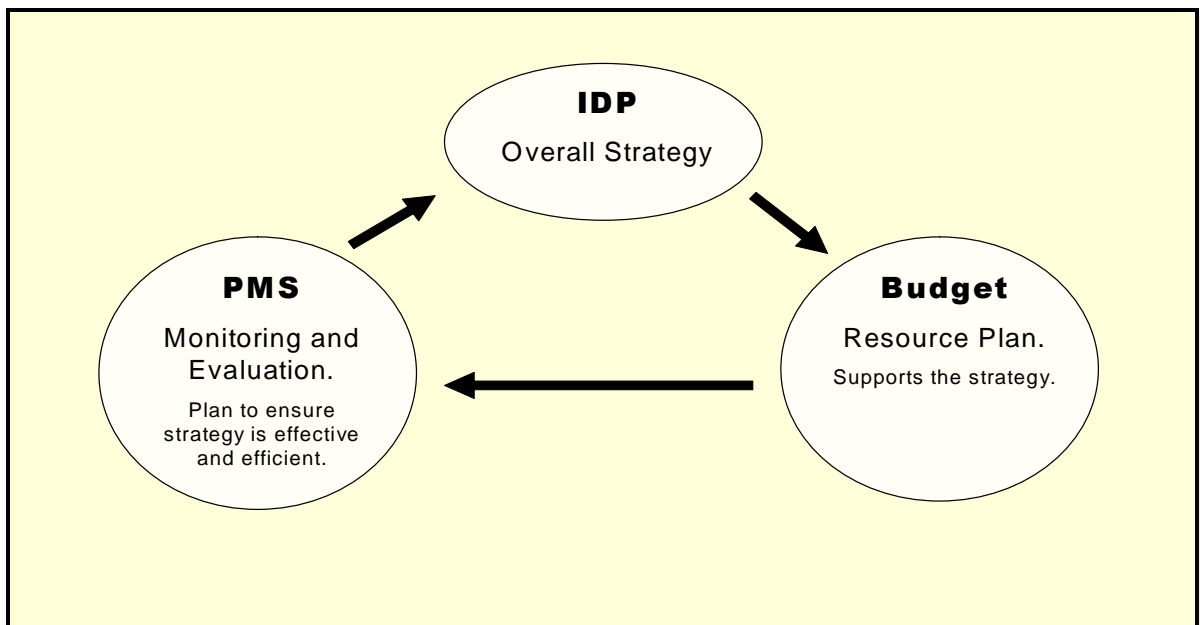 IDP
Overall Strategy
PMS
Monitoring and
Evaluation.
Plan to ensure
strategy is effective
and efficient.
Budget
Resource Plan.
Supports the strategy.